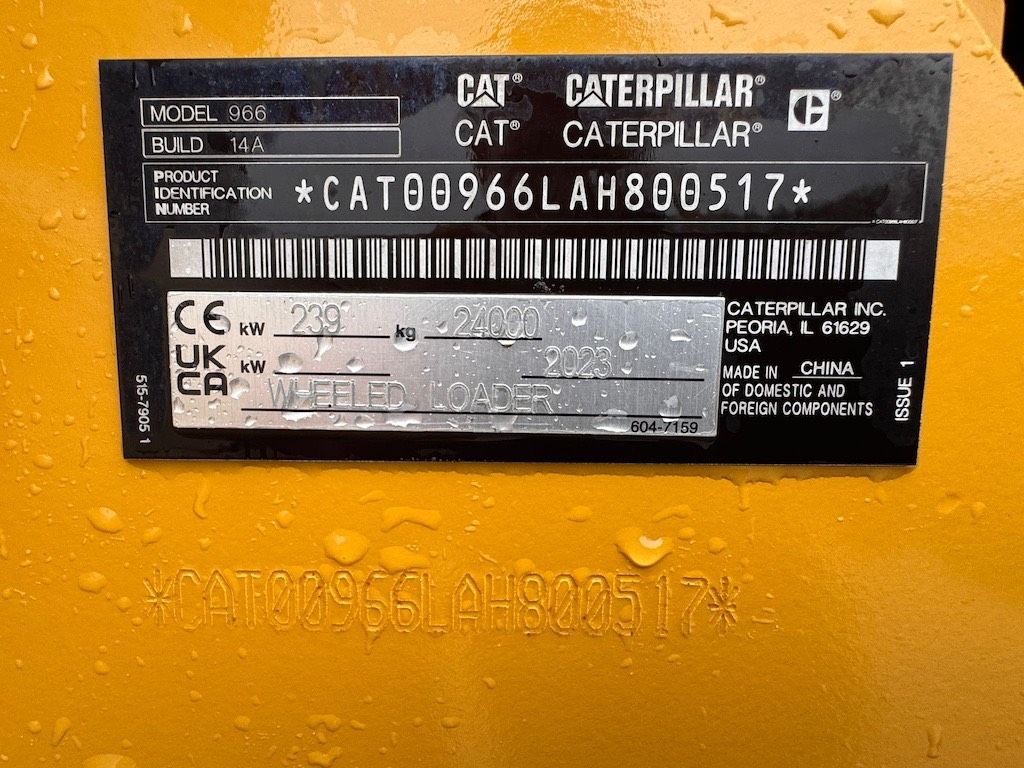 MODEL 966
BUILD 14A
CAT® CATERPILLAR® C®
CAT® CATERPILLAR®
PRODUCT
IDENTIFICATION
NUMBER
*CAT00966LAH800517*
*CAT00966LAH800517*
CE kW 239 kg 24000
UK
CA
kW 2023
WHEELED LOADER
604-7159
CATERPILLAR INC.
PEORIA, IL 61629
USA
MADE IN CHINA
OF DOMESTIC AND
FOREIGN COMPONENTS
515-7905 1
ISSUE 1
*CAT00966LAH800517*